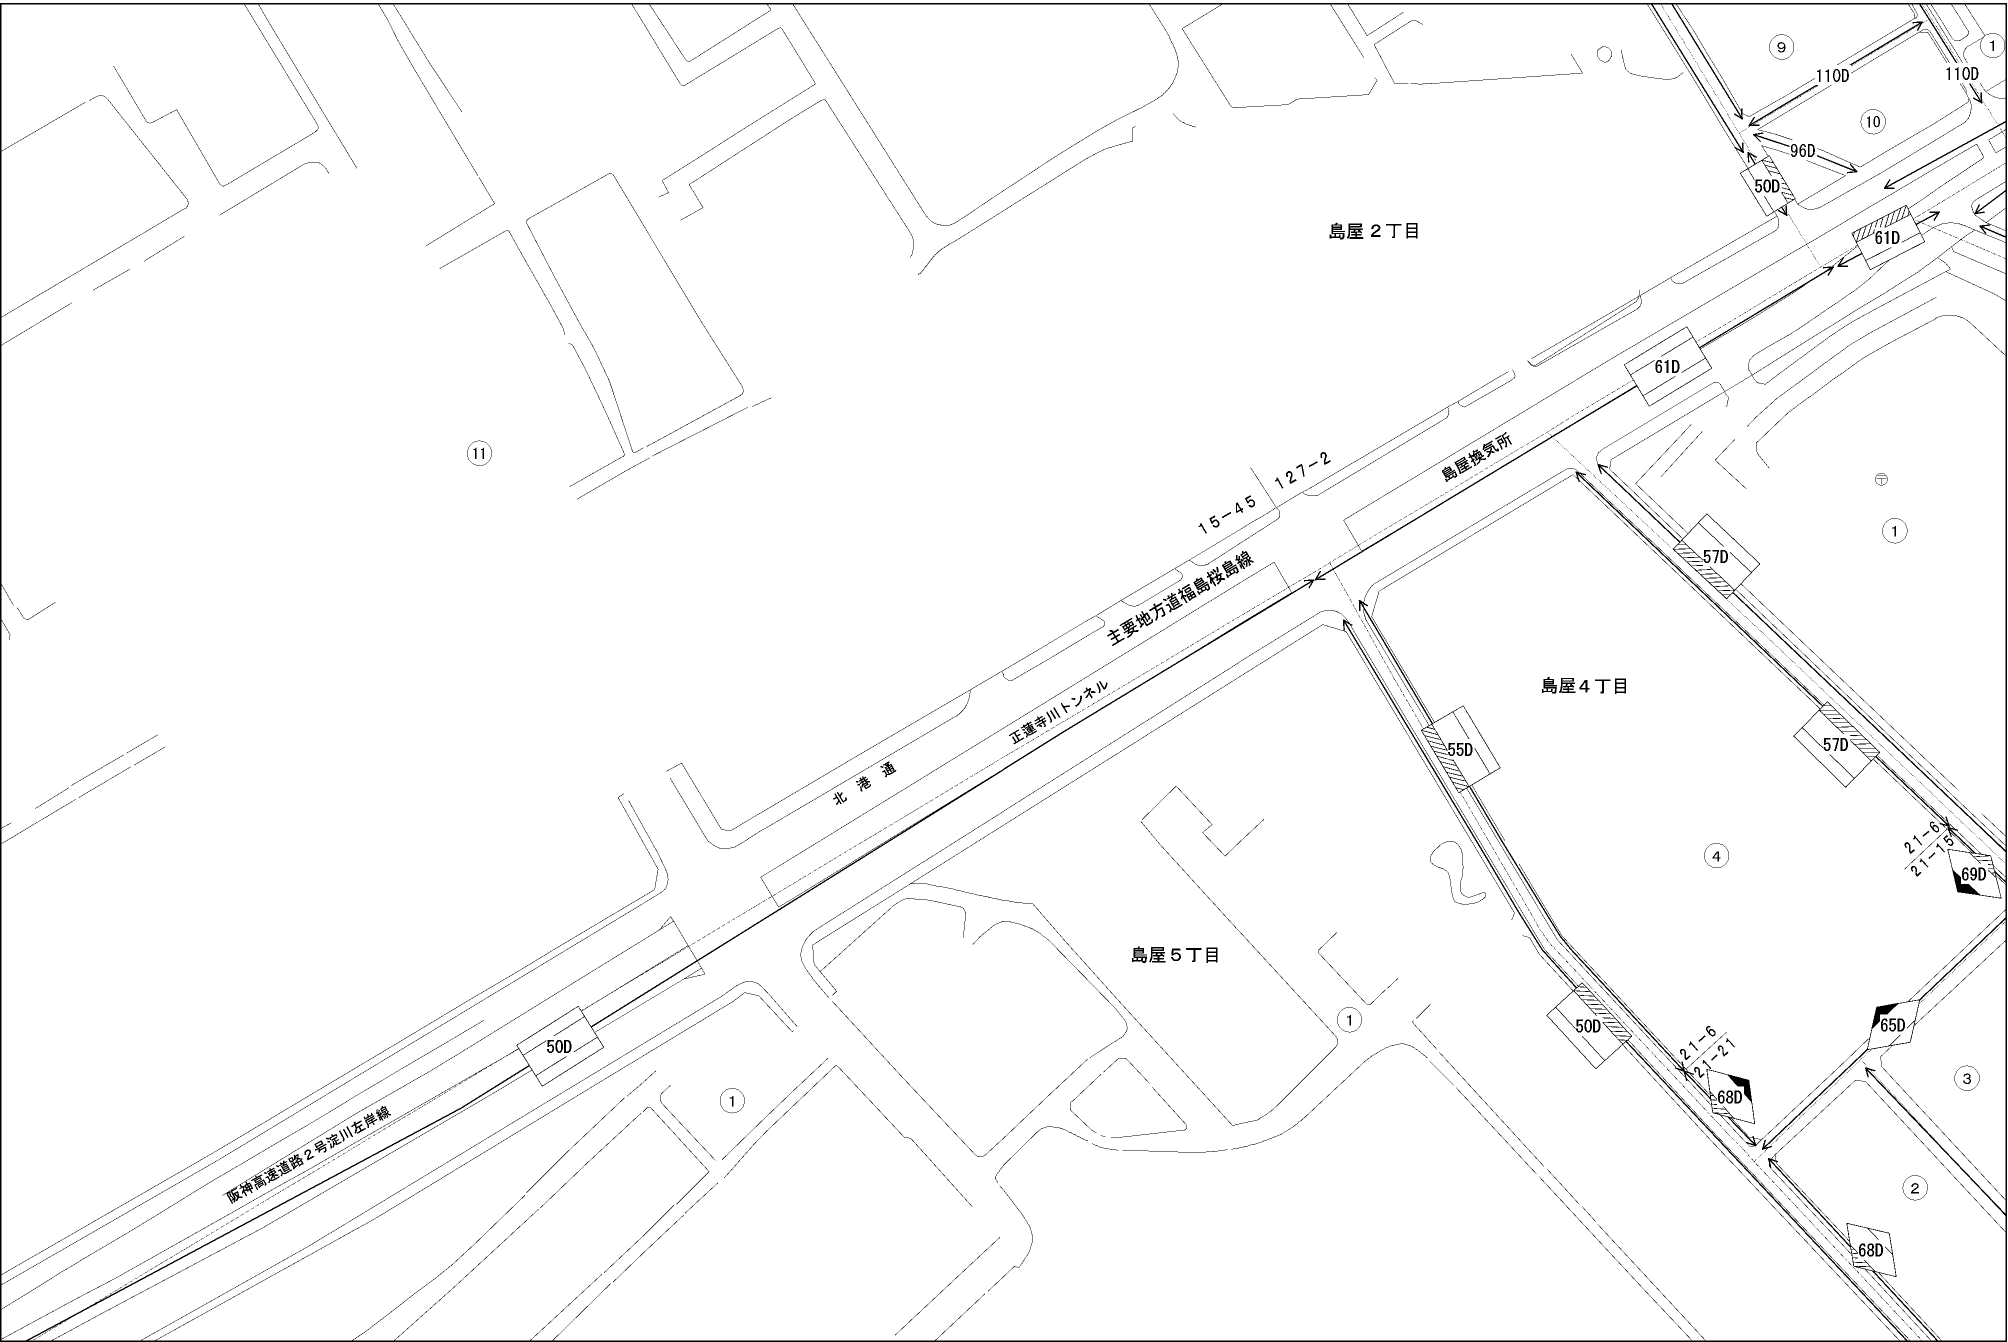 ⑨
①
110D
110D
⑩
96D
50D
島屋２丁目
61D
61D
⑪
島屋換気所
127-2
15-45
〒
①
57D
主要地方道福島桜島線
島屋４丁目
正蓮寺川トンネル
55D
57D
北港通
21-6
21-15
④
69D
島屋５丁目
①
50D
65D
50D
21-6
21-21
③
①
68D
阪神高速道路２号淀川左岸線
②
68D